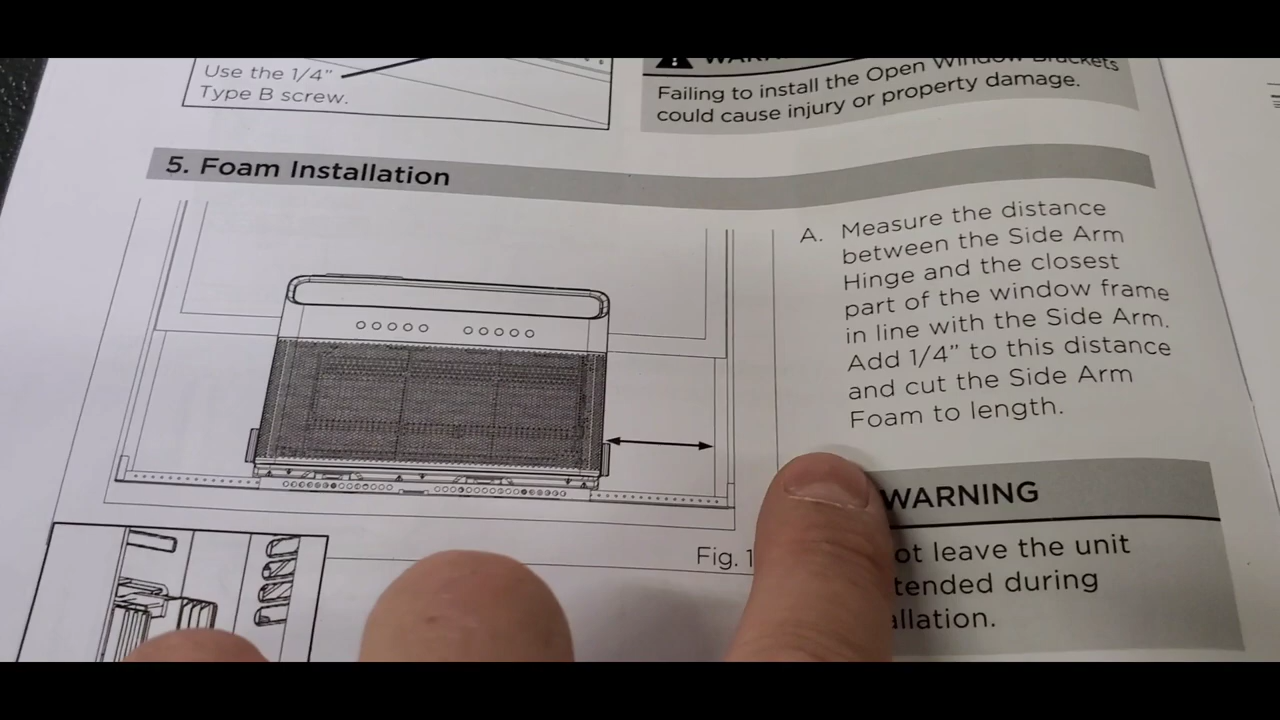 Use the 1/4"
Type B screw.
Failing to install the Open Window Brackets
could cause injury or property damage.
5. Foam Installation
A. Measure the distance
between the Side Arm
Hinge and the closest
part of the window frame
in line with the Side Arm.
Add 1/4" to this distance
and cut the Side Arm
Foam to length.
Fig. 1
WARNING
ot leave the unit
tended during
allation.